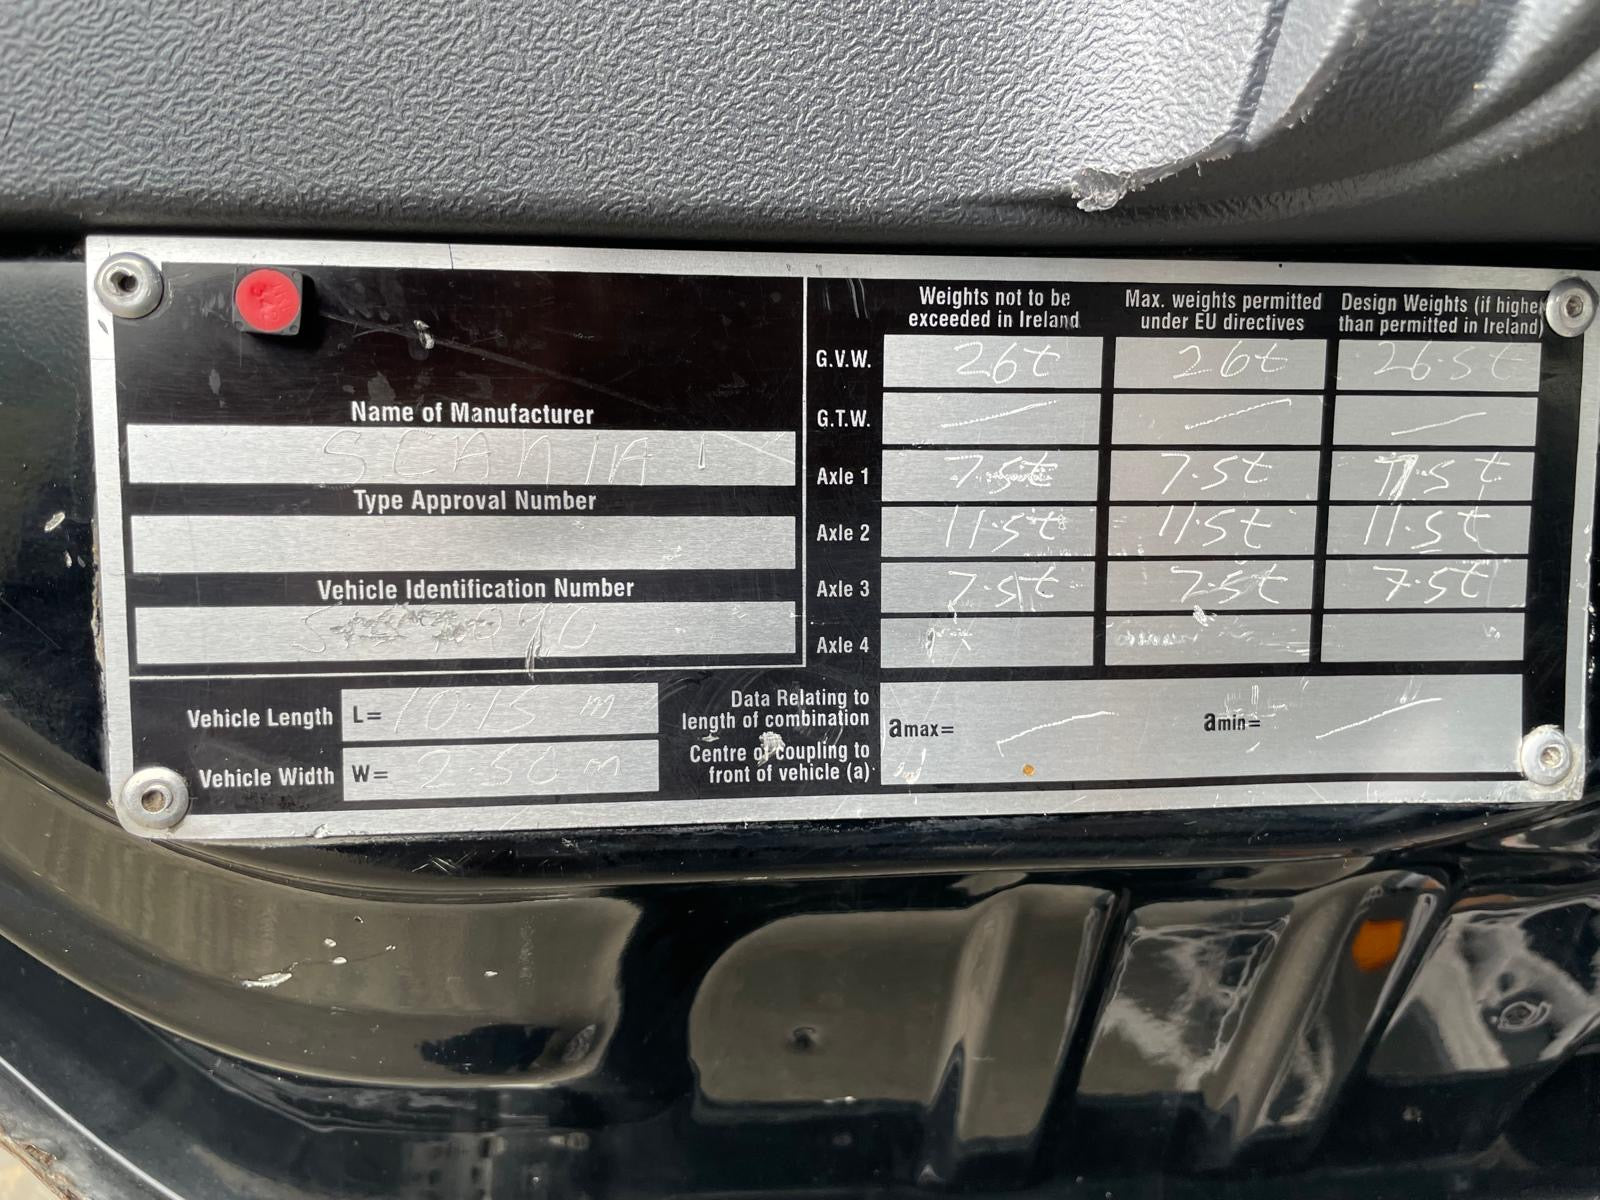 Name of Manufacturer
SCANIA
Type Approval Number
Vehicle Identification Number
Vehicle Length L= 10.15 m
Vehicle Width W= 2.50 m
Weights not to be exceeded in Ireland
Max. weights permitted under EU directives
Design Weights (if higher than permitted in Ireland)
G.V.W. 26t 26t 26.5t
G.T.W.
Axle 1 7.5t 7.5t 7.5t
Axle 2 11.5t 11.5t 11.5t
Axle 3 7.5t 7.5t 7.5t
Axle 4
Data Relating to
length of combination
Centre of coupling to
front of vehicle (a)
amax= amin=